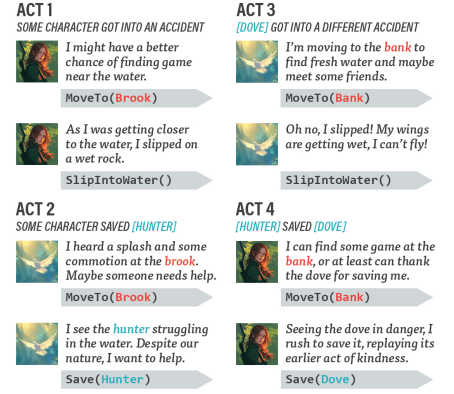 ACT 1
SOME CHARACTER GOT INTO AN ACCIDENT
I might have a better
chance of finding game
near the water.
MoveTo(Brook)
As I was getting closer
to the water, I slipped on
a wet rock.
SlipIntoWater()
ACT 2
SOME CHARACTER SAVED [HUNTER]
I heard a splash and some
commotion at the brook.
Maybe someone needs help.
MoveTo(Brook)
I see the hunter struggling
in the water. Despite our
nature, I want to help.
Save(Hunter)
ACT 3
[DOVE] GOT INTO A DIFFERENT ACCIDENT
I'm moving to the bank to
find fresh water and maybe
meet some friends.
MoveTo(Bank)
Oh no, I slipped! My wings
are getting wet, I can't fly!
SlipIntoWater()
ACT 4
[HUNTER] SAVED [DOVE]
I can find some game at the
bank, or at least can thank
the dove for saving me.
MoveTo(Bank)
Seeing the dove in danger, I
rush to save it, replaying its
earlier act of kindness.
Save(Dove)